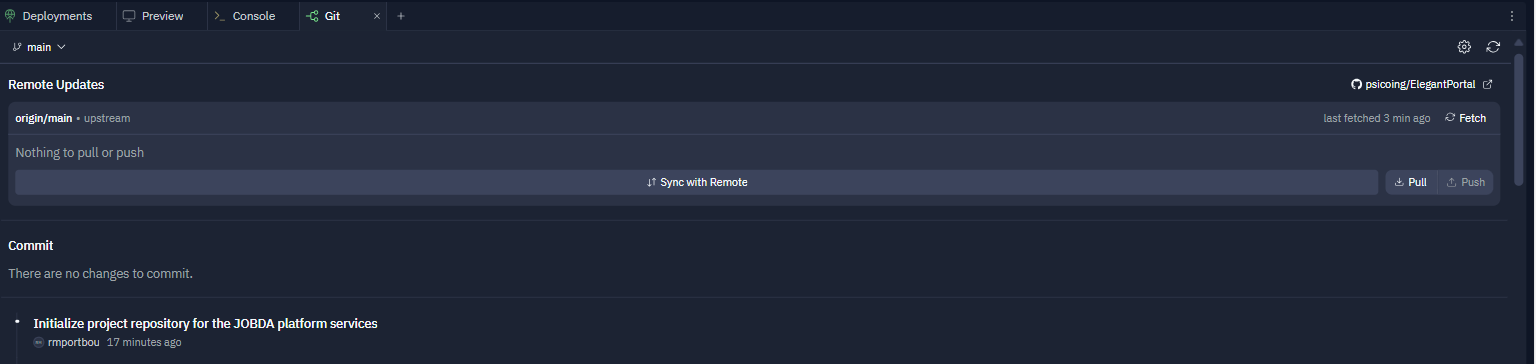 Deployments Preview Console Git
main
Remote Updates psicoing/ElegantPortal
origin/main • upstream last fetched 3 min ago Fetch
Nothing to pull or push
Sync with Remote Pull Push
Commit
There are no changes to commit.
Initialize project repository for the JOBDA platform services
rmportbou 17 minutes ago